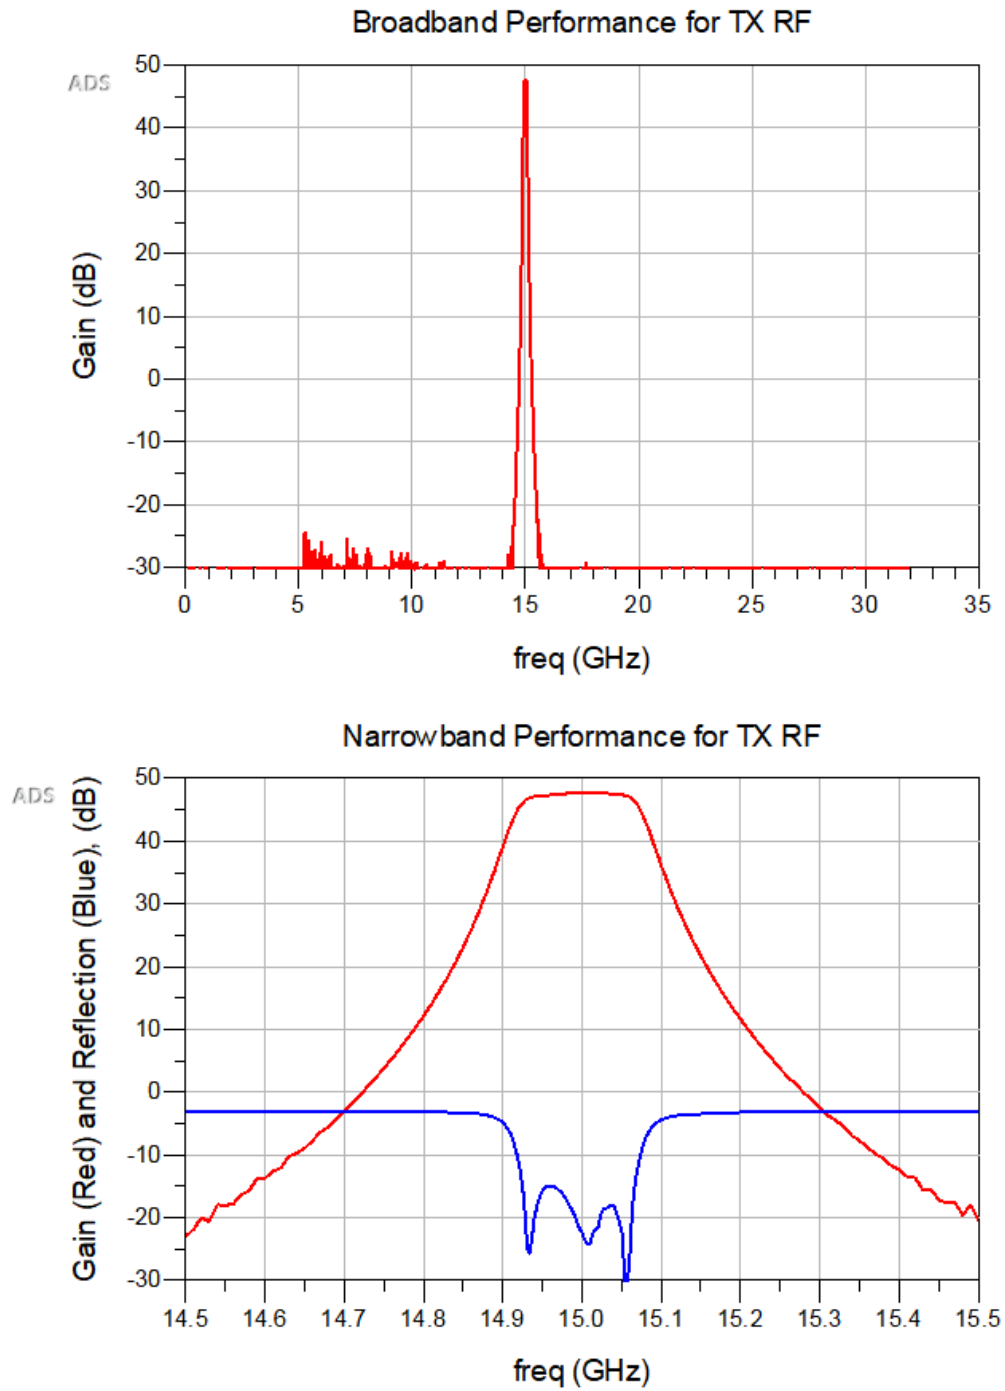 Broadband Performance for TX RF
ADS
50
40
30
20
10
0
-10
-20
-30
Gain (dB)
0 5 10 15 20 25 30 35
freq (GHz)
Narrowband Performance for TX RF
ADS
50
40
30
20
10
0
-10
-20
-30
Gain (Red) and Reflection (Blue), (dB)
14.5 14.6 14.7 14.8 14.9 15.0 15.1 15.2 15.3 15.4 15.5
freq (GHz)